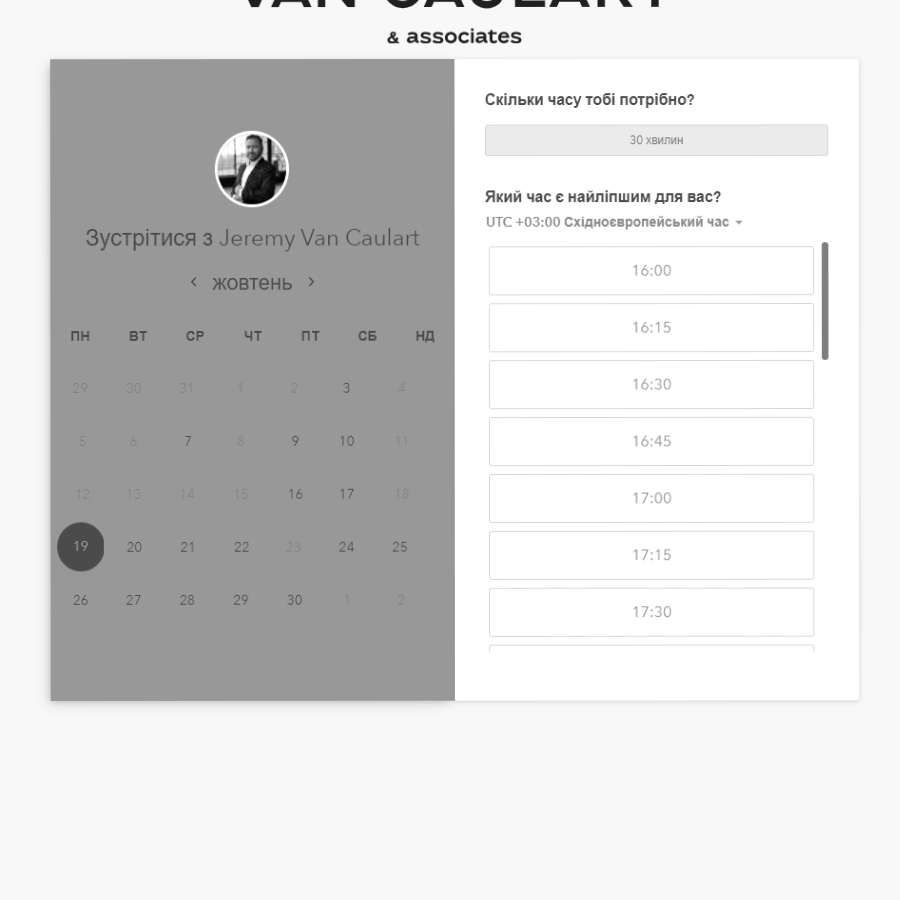 VAN CAULART
& associates
Зустрітися з Jeremy Van Caulart
жовтень
ПН ВТ СР ЧТ ПТ СБ НД
29 30 31 1 2 3 4
5 6 7 8 9 10 11
12 13 14 15 16 17 18
19 20 21 22 23 24 25
26 27 28 29 30 1 2
Скільки часу тобі потрібно?
30 хвилин
Який час є найліпшим для вас?
UTC +03:00 Східноєвропейський час
16:00
16:15
16:30
16:45
17:00
17:15
17:30